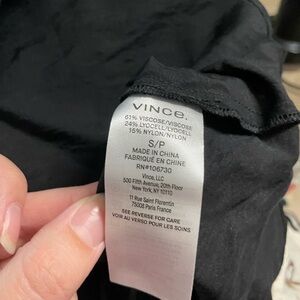 VINCE.
61% VISCOSE/VISCOSE
24% LYOCELL/LYOCELL
15% NYLON/NYLON
S/P
MADE IN CHINA
FABRIQUÉ EN CHINE
RN#106730
Vince, LLC
500 Fifth Avenue, 20th Floor
New York, NY 10110
11 Rue Saint Florentin
75008 Paris France
SEE REVERSE FOR CARE
VOIR AU VERSO POUR LES SOINS